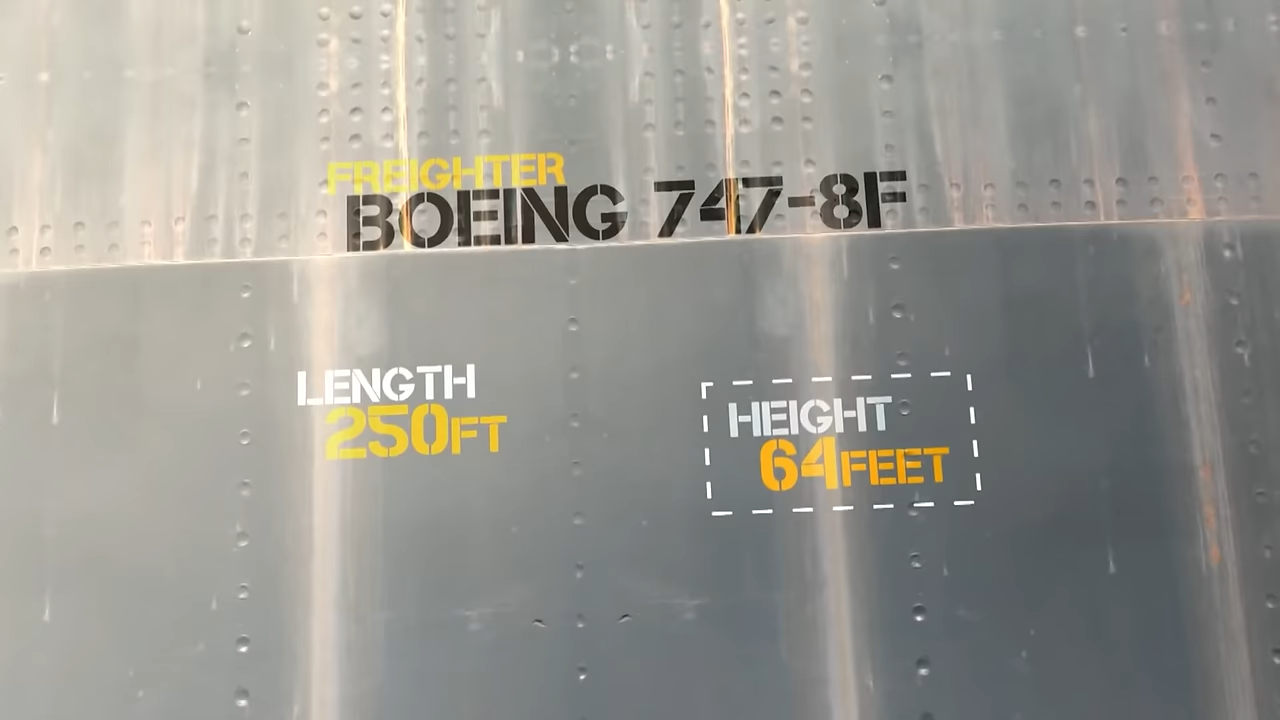 FREIGHTER
BOEING 747-8F
LENGTH
250FT
HEIGHT
64FEET